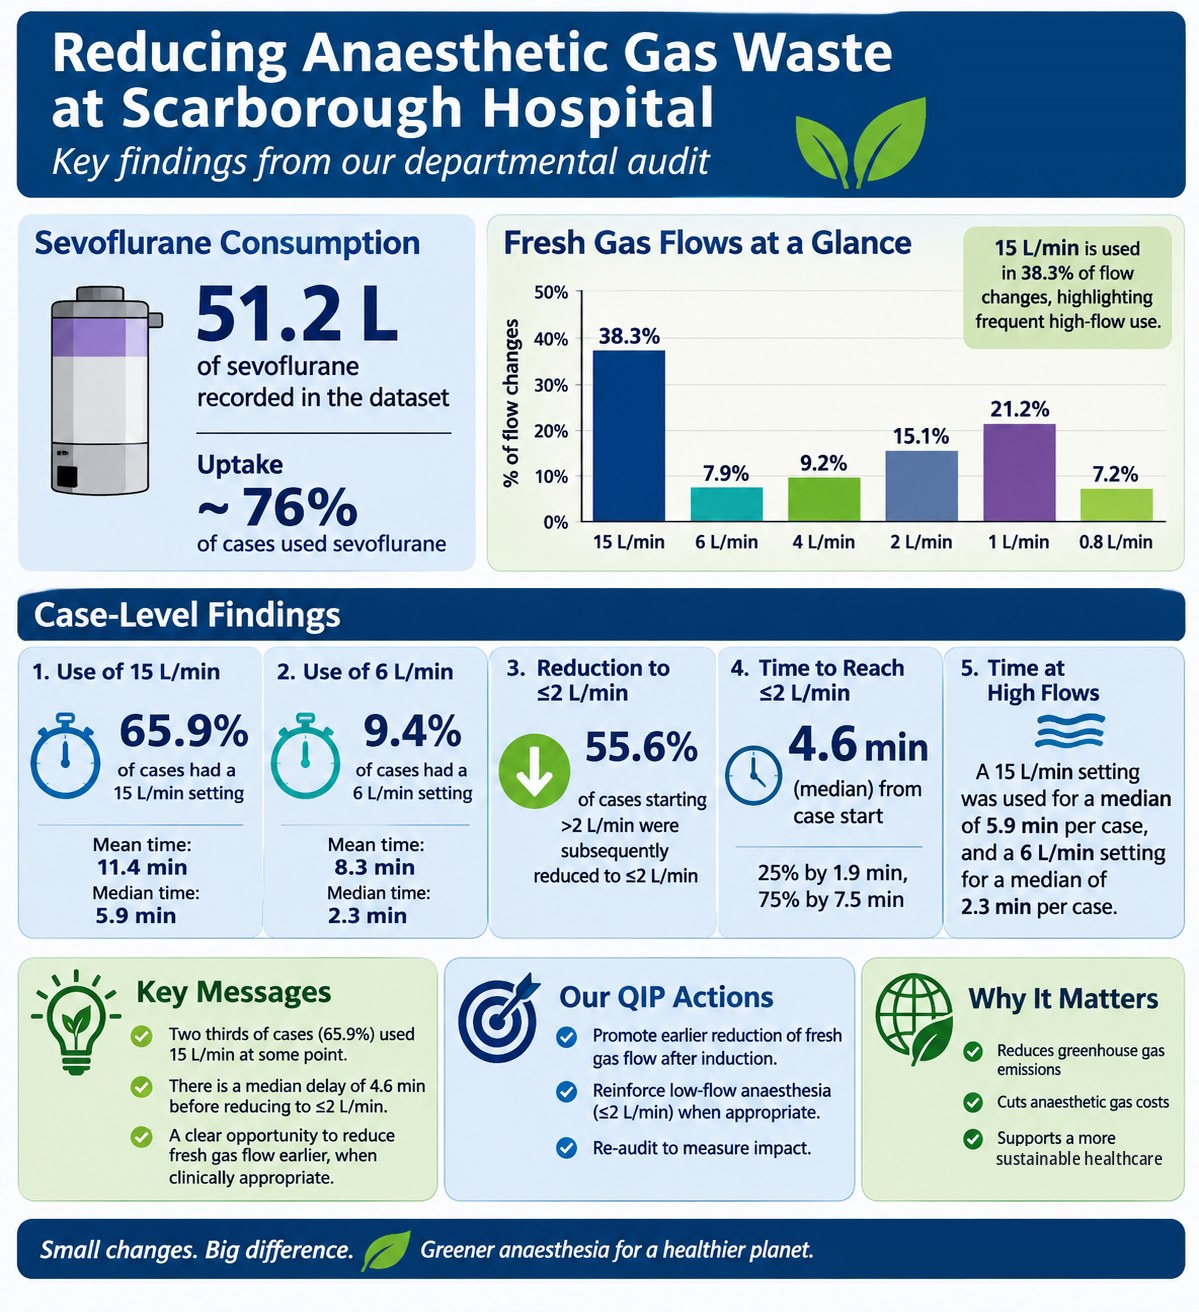 Reducing Anaesthetic Gas Waste
at Scarborough Hospital
Key findings from our departmental audit
Sevoflurane Consumption
51.2 L
of sevoflurane
recorded in the dataset
Uptake
~ 76%
of cases used sevoflurane
Fresh Gas Flows at a Glance
15 L/min is used
in 38.3% of flow
changes, highlighting
frequent high-flow use.
% of flow changes
50%
40%
30%
20%
10%
0%
38.3%
7.9%
9.2%
15.1%
21.2%
7.2%
15 L/min
6 L/min
4 L/min
2 L/min
1 L/min
0.8 L/min
Case-Level Findings
1. Use of 15 L/min
65.9%
of cases had a
15 L/min setting
Mean time:
11.4 min
Median time:
5.9 min
2. Use of 6 L/min
9.4%
of cases had a
6 L/min setting
Mean time:
8.3 min
Median time:
2.3 min
3. Reduction to
≤2 L/min
55.6%
of cases starting
>2 L/min were
subsequently
reduced to ≤2 L/min
4. Time to Reach
≤2 L/min
4.6 min
(median) from
case start
25% by 1.9 min,
75% by 7.5 min
5. Time at
High Flows
A 15 L/min setting
was used for a median
of 5.9 min per case,
and a 6 L/min setting
for a median of
2.3 min per case.
Key Messages
Two thirds of cases (65.9%) used
15 L/min at some point.
There is a median delay of 4.6 min
before reducing to ≤2 L/min.
A clear opportunity to reduce
fresh gas flow earlier, when
clinically appropriate.
Our QIP Actions
Promote earlier reduction of fresh
gas flow after induction.
Reinforce low-flow anaesthesia
(≤2 L/min) when appropriate.
Re-audit to measure impact.
Why It Matters
Reduces greenhouse gas
emissions
Cuts anaesthetic gas costs
Supports a more
sustainable healthcare
Small changes. Big difference.
Greener anaesthesia for a healthier planet.